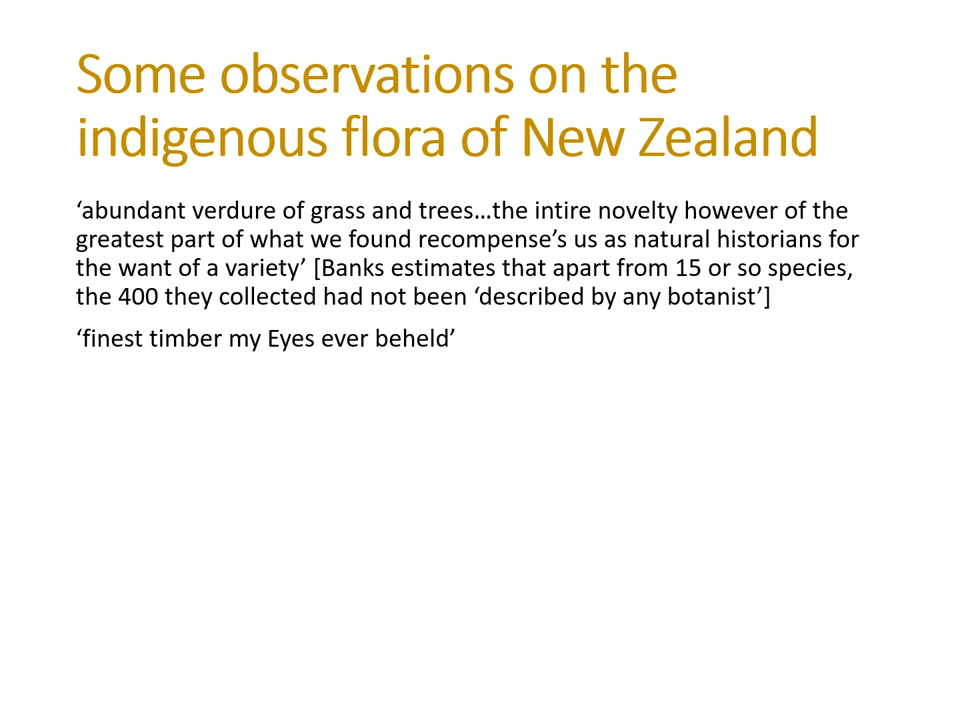 Some observations on the
indigenous flora of New Zealand
‘abundant verdure of grass and trees…the intire novelty however of the
greatest part of what we found recompense’s us as natural historians for
the want of a variety’ [Banks estimates that apart from 15 or so species,
the 400 they collected had not been ‘described by any botanist’]
‘finest timber my Eyes ever beheld’